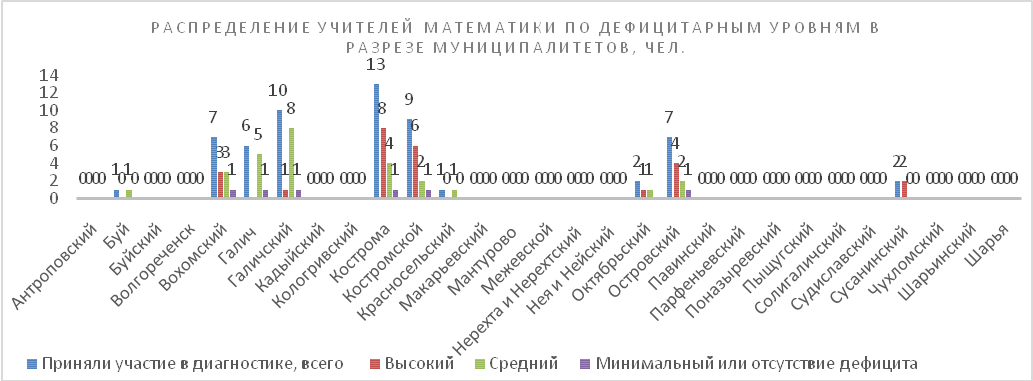 РАСПРЕДЕЛЕНИЕ УЧИТЕЛЕЙ МАТЕМАТИКИ ПО ДЕФИЦИТАРНЫМ УРОВНЯМ В
РАЗРЕЗЕ МУНИЦИПАЛИТЕТОВ, ЧЕЛ.
14
12
10
8
6
4
2
0
0000
1010
0000
0000
7 3 3 1
6 5 1
10 1 8 1
0000
0000
13 8 4 1
9 6 2 1
1 0 1
0000
0000
0000
0000
0000
2 1 1
7 4 2 1
0000
0000
0000
0000
0000
0000
2 2 0 0
0000
0000
0000
Антроповский
Буй
Буйский
Волгореченск
Вохомский
Галич
Галичский
Кадыйский
Кологривский
Кострома
Костромской
Красносельский
Макарьевский
Мантурово
Межевской
Нерехта и Нерехтский
Нея и Нейский
Октябрьский
Островский
Павинский
Парфеньевский
Поназыревский
Пыщугский
Солигаличский
Судиславский
Сусанинский
Чухломский
Шарьинский
Шарья
Приняли участие в диагностике, всего
Высокий
Средний
Минимальный или отсутствие дефицита